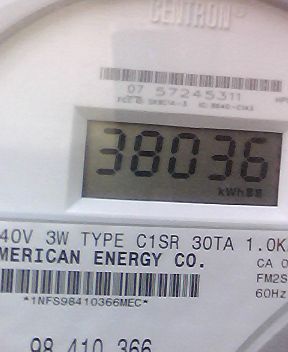 CENTRON®
07 57245311
38036
kWh
40V 3W TYPE C1SR 30TA 1.0K
MERICAN ENERGY CO.
CA 0
FM2S
60Hz
*1NFS98410366MEC*
98 410 366